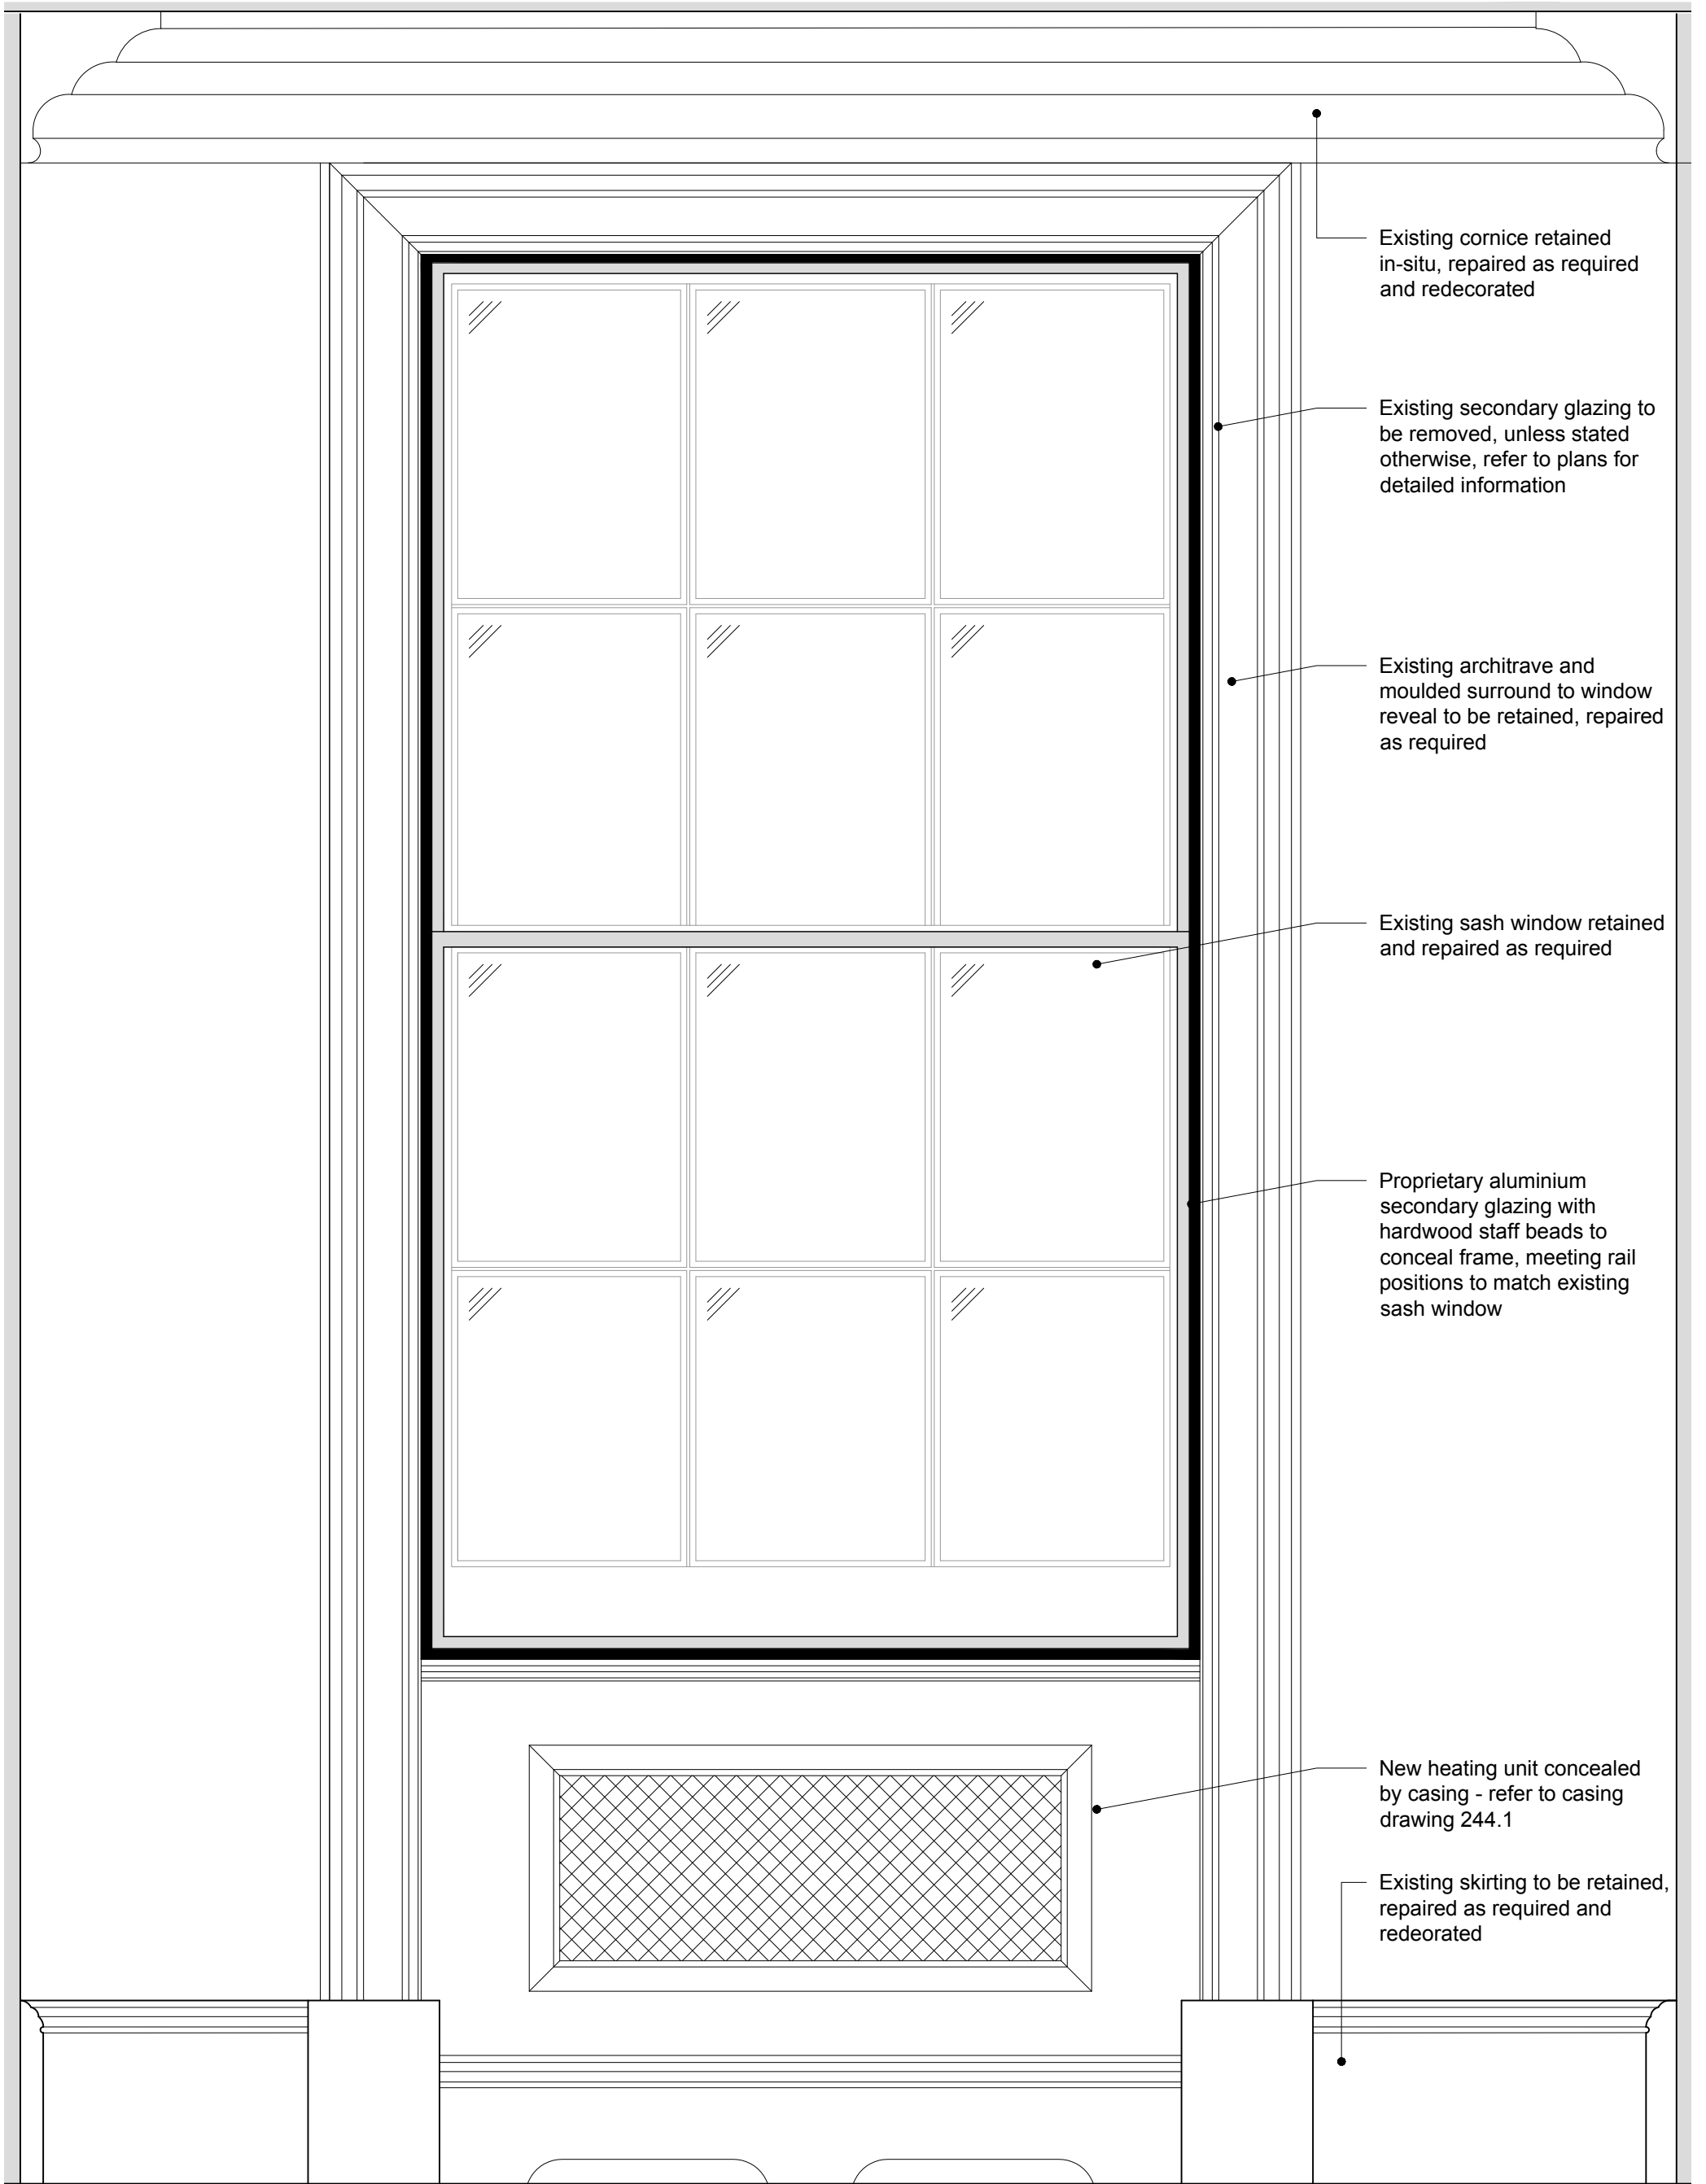 Existing cornice retained
in-situ, repaired as required
and redecorated
Existing secondary glazing to
be removed, unless stated
otherwise, refer to plans for
detailed information
Existing architrave and
moulded surround to window
reveal to be retained, repaired
as required
Existing sash window retained
and repaired as required
Proprietary aluminium
secondary glazing with
hardwood staff beads to
conceal frame, meeting rail
positions to match existing
sash window
New heating unit concealed
by casing - refer to casing
drawing 244.1
Existing skirting to be retained,
repaired as required and
redeorated